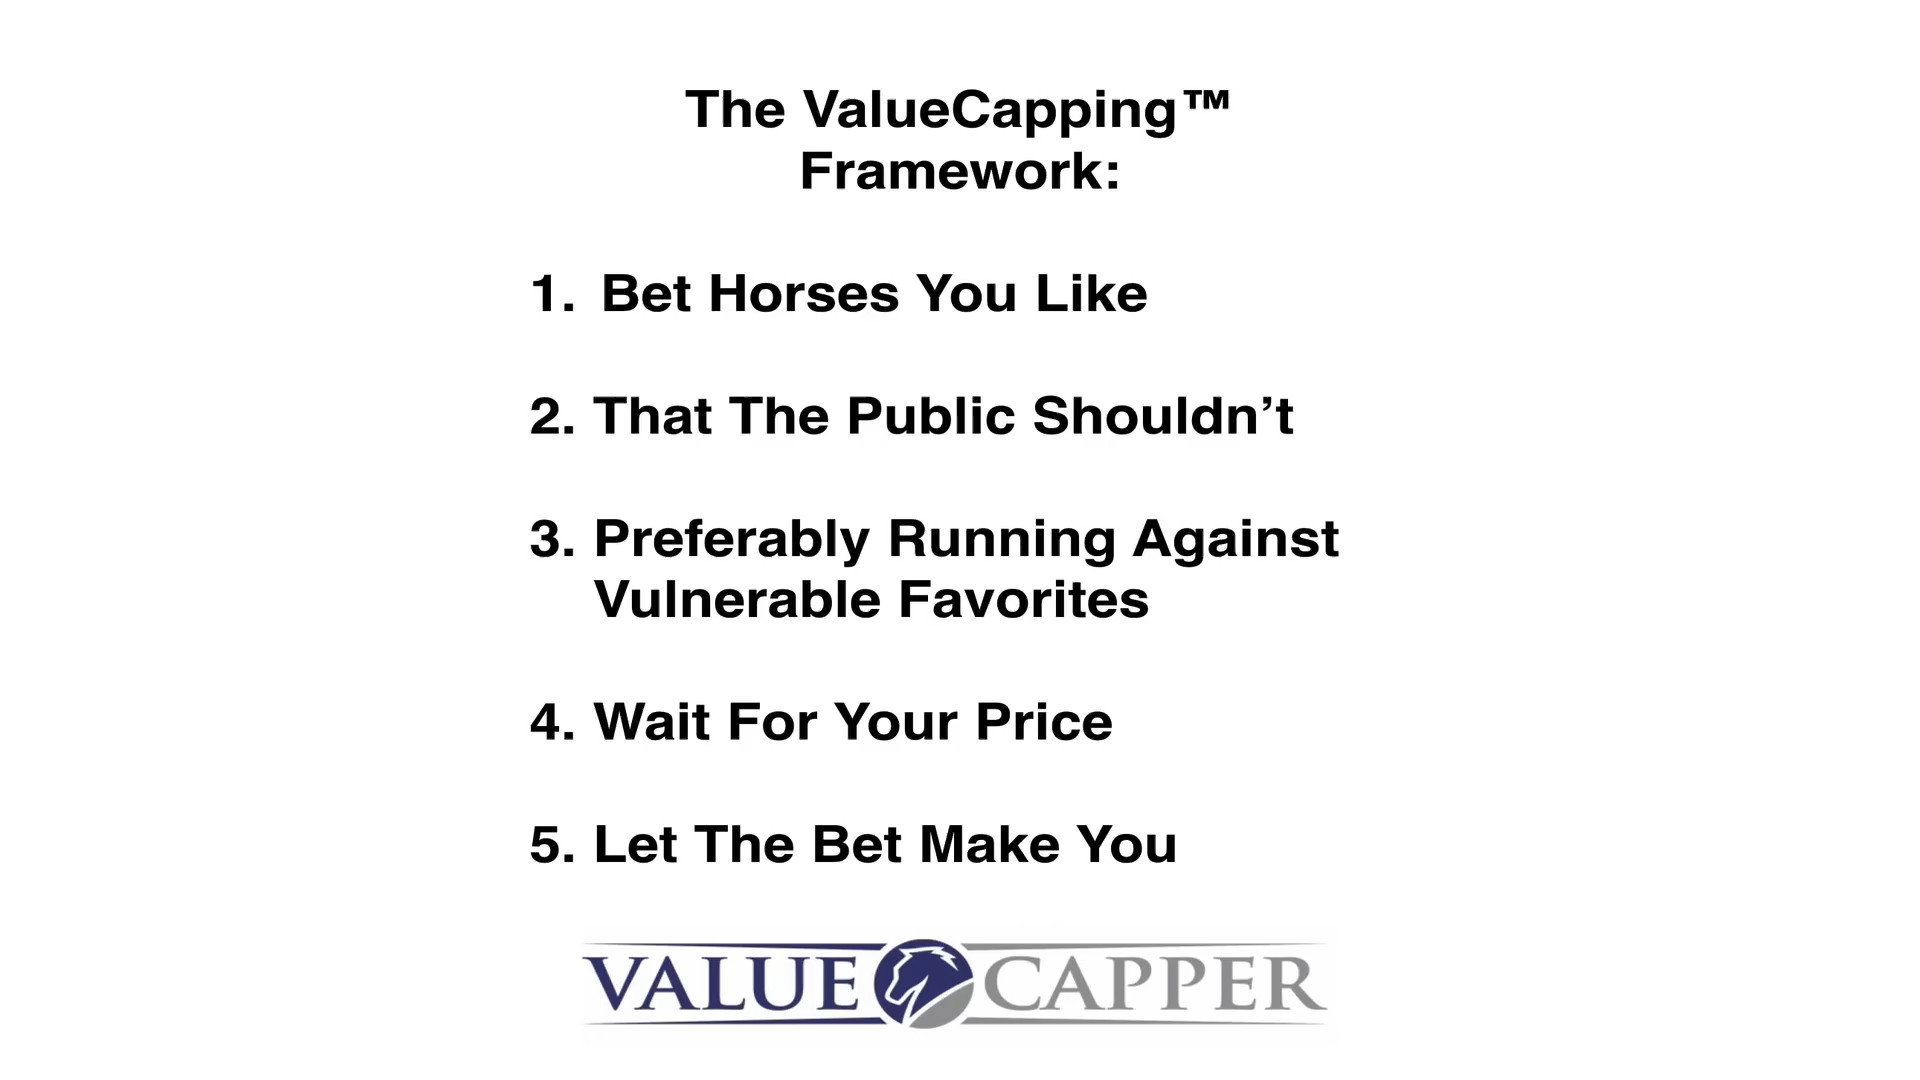 The ValueCapping™
Framework:
1. Bet Horses You Like
2. That The Public Shouldn’t
3. Preferably Running Against
Vulnerable Favorites
4. Wait For Your Price
5. Let The Bet Make You
VALUE CAPPER